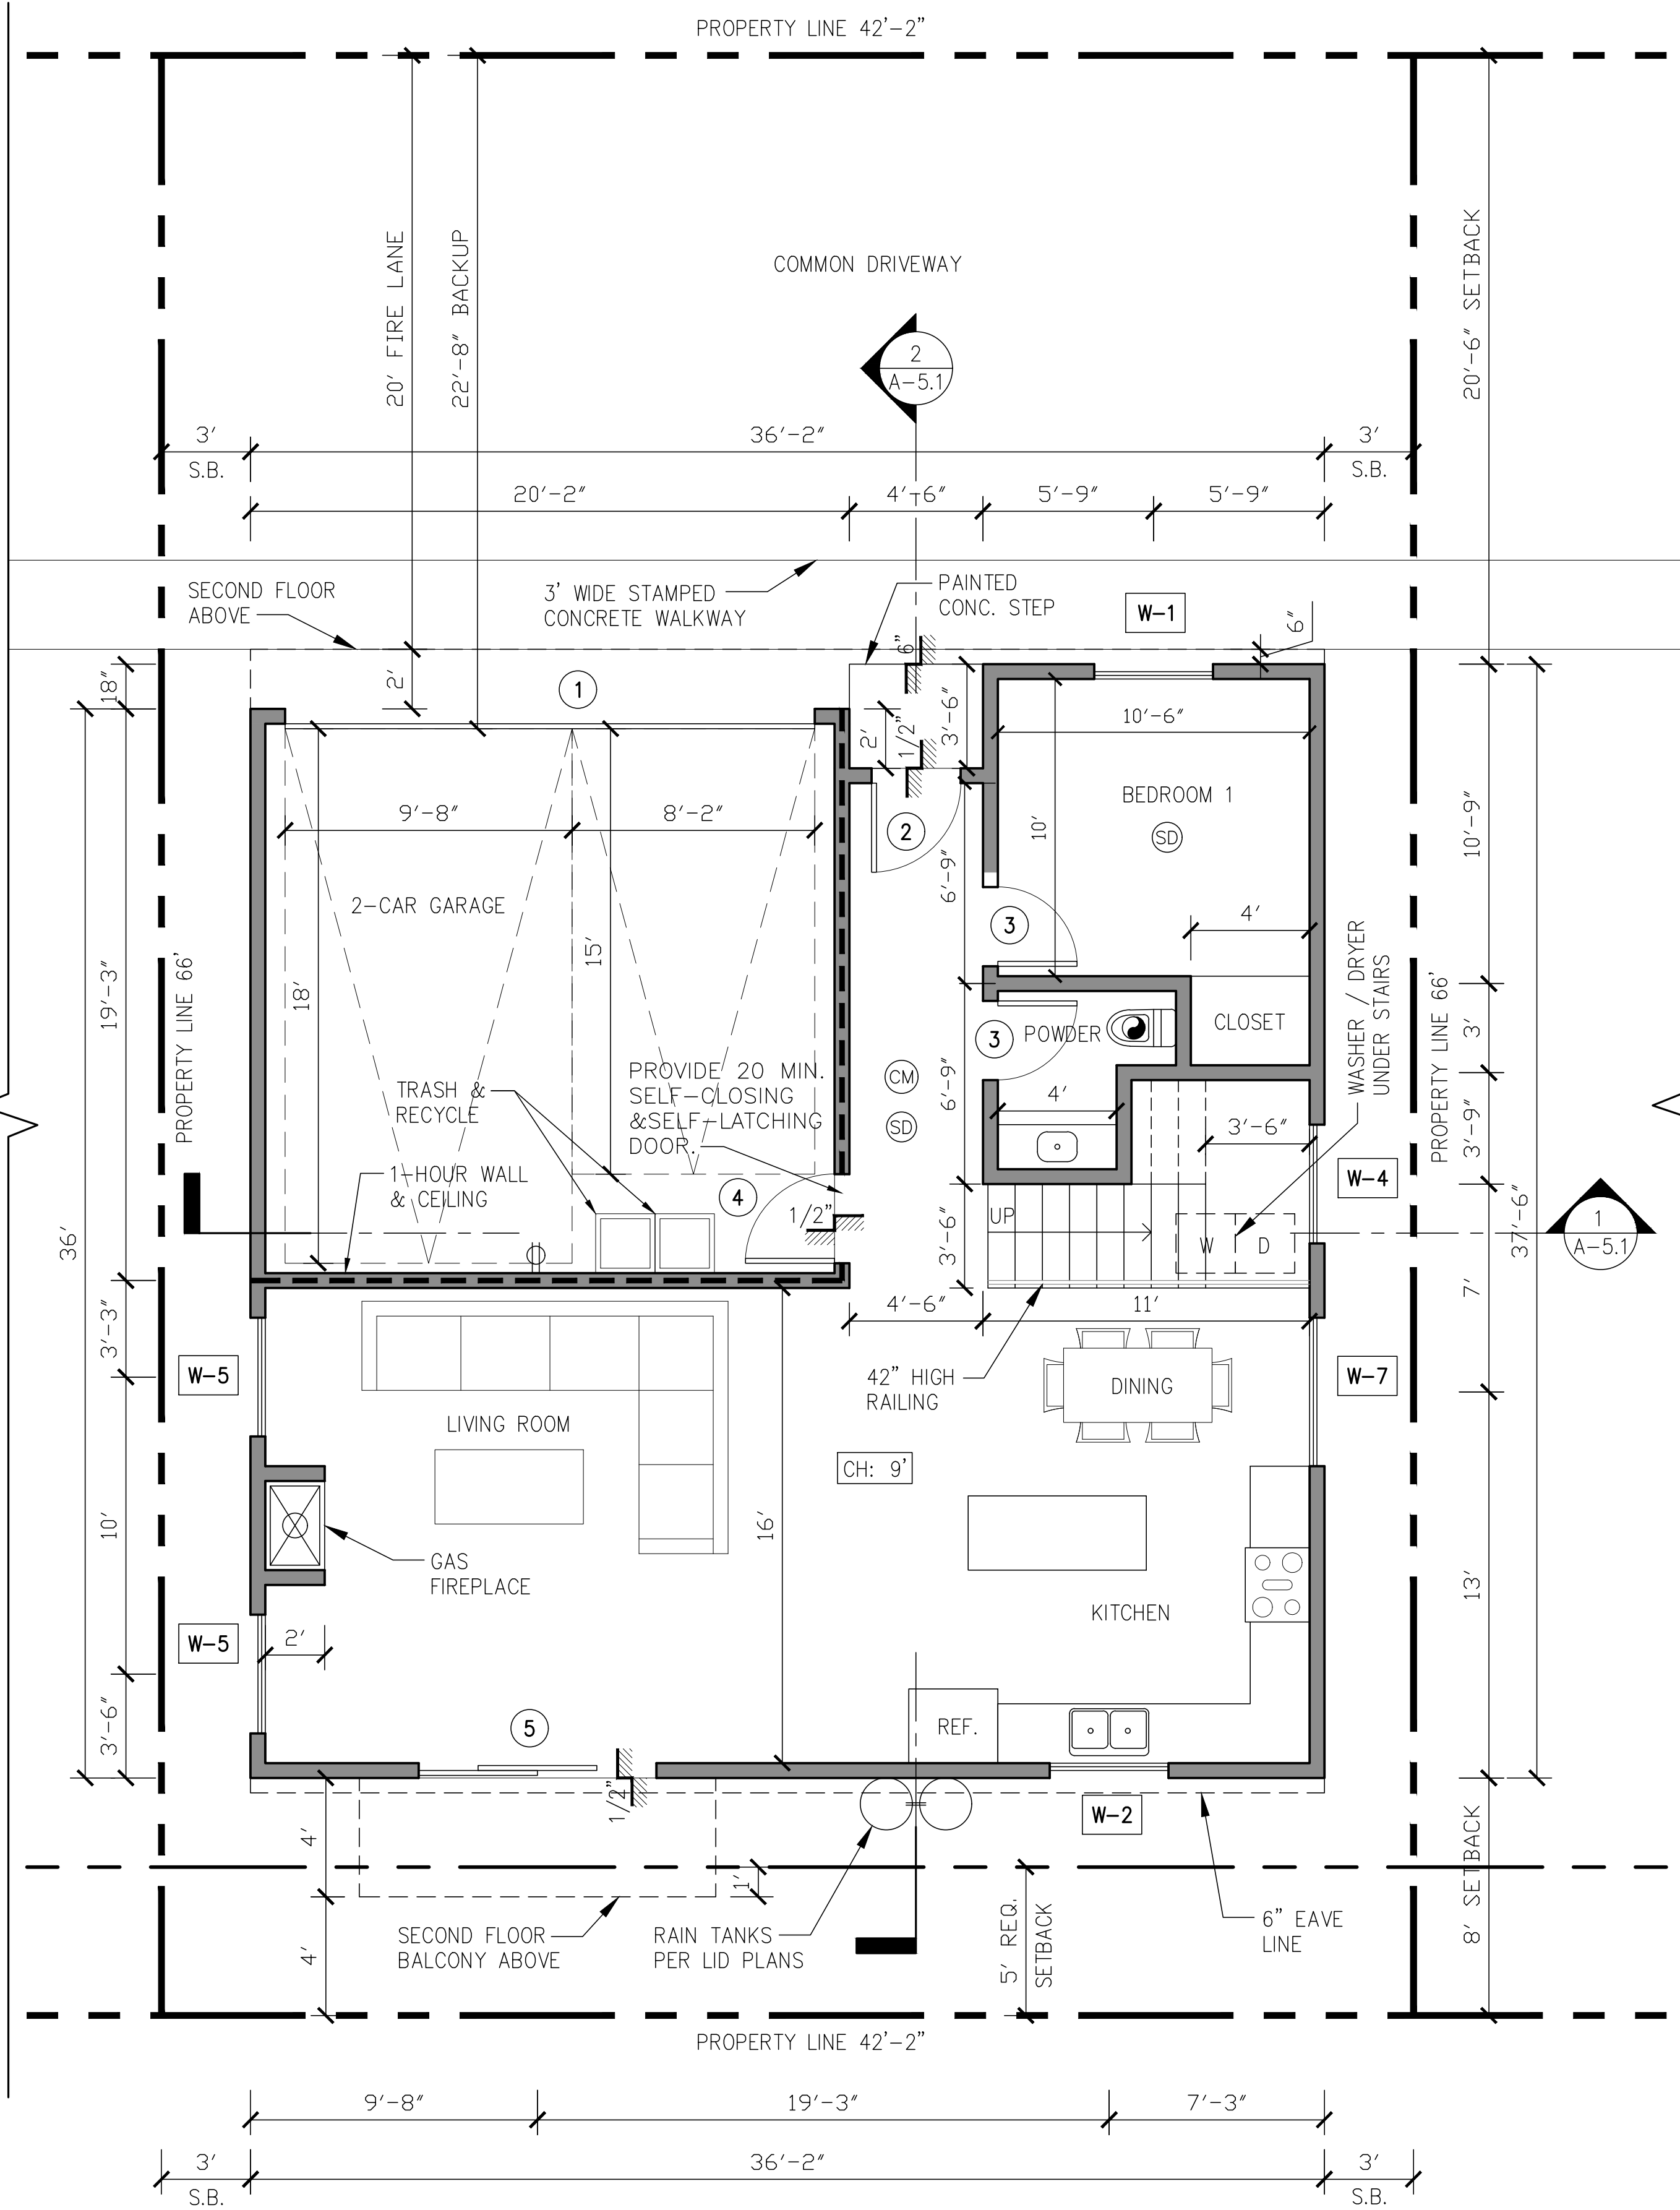 PROPERTY LINE 42'-2"
20' FIRE LANE
22'-8" BACKUP
COMMON DRIVEWAY
20'-6" SETBACK
2
A-5.1
3'
S.B.
36'-2"
3'
S.B.
20'-2"
4'-6"
5'-9"
5'-9"
SECOND FLOOR
ABOVE
3' WIDE STAMPED
CONCRETE WALKWAY
PAINTED
CONC. STEP
W-1
6"
6"
18"
2'
1
2'
1/2"
3'-6"
10'-6"
9'-8"
8'-2"
2
BEDROOM 1
SD
10'
6'-9"
10'-9"
2-CAR GARAGE
15'
18'
3
4'
WASHER / DRYER
UNDER STAIRS
PROPERTY LINE 66'
19'-3"
PROPERTY LINE 66'
3'
3
POWDER
CLOSET
CM
SD
6'-9"
4'
3'-6"
3'-9"
TRASH &
RECYCLE
PROVIDE 20 MIN.
SELF-CLOSING
&SELF-LATCHING
DOOR.
1-HOUR WALL
& CEILING
4
1/2"
UP
3'-6"
W
D
W-4
1
A-5.1
36'
37'-6"
7'
4'-6"
11'
3'-3"
W-5
42" HIGH
RAILING
DINING
W-7
LIVING ROOM
CH: 9'
16'
10'
GAS
FIREPLACE
KITCHEN
13'
W-5
2'
3'-6"
5
REF.
1/2"
W-2
4'
1'
SECOND FLOOR
BALCONY ABOVE
RAIN TANKS
PER LID PLANS
5' REQ.
SETBACK
6" EAVE
LINE
8' SETBACK
4'
PROPERTY LINE 42'-2"
9'-8"
19'-3"
7'-3"
3'
S.B.
36'-2"
3'
S.B.